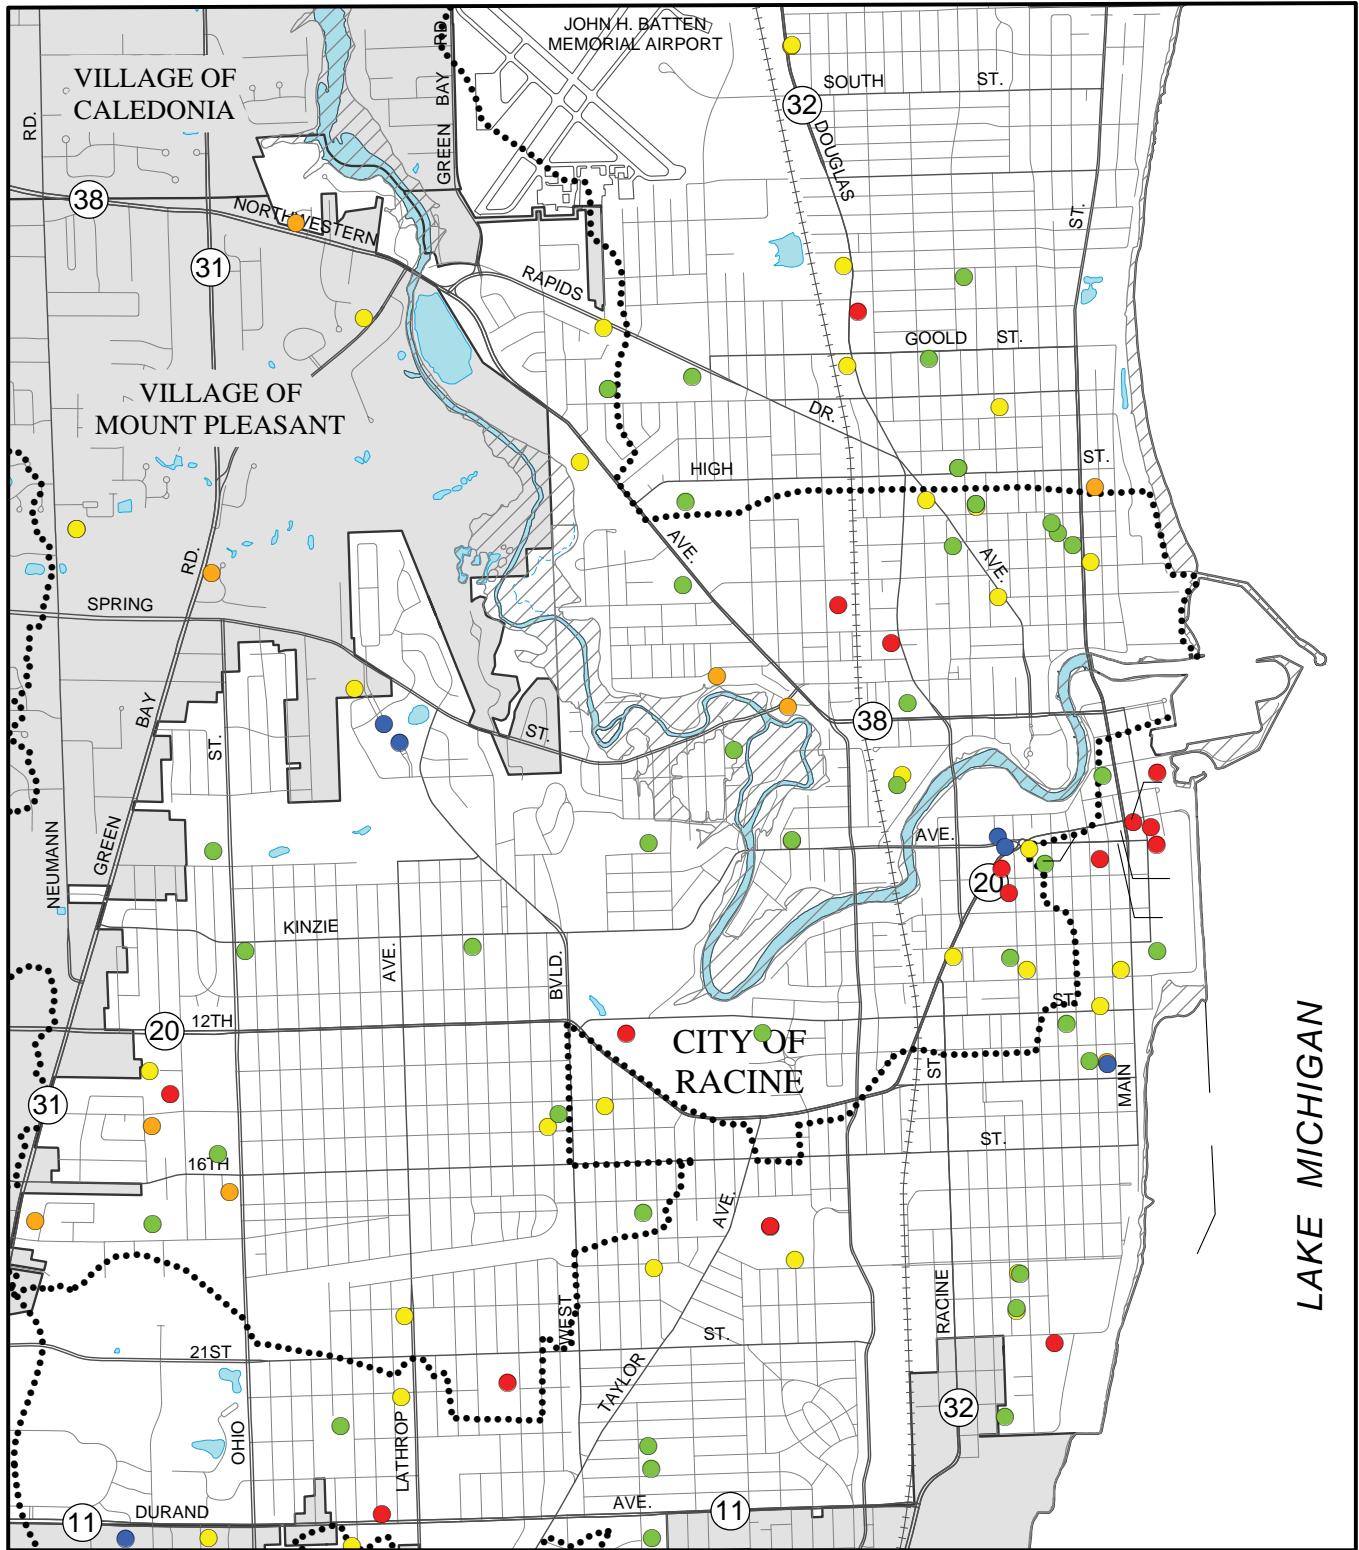 JOHN H. BATTEN
MEMORIAL AIRPORT
VILLAGE OF
CALEDONIA
RD.
GREEN BAY RD.
SOUTH ST.
32
DOUGLAS
38
NORTHWESTERN
31
RAPIDS
DR.
ST.
GOOLD ST.
VILLAGE OF
MOUNT PLEASANT
HIGH ST.
AVE.
AVE.
RD.
SPRING
ST.
BAY
ST.
38
GREEN
NEUMANN
AVE.
20
KINZIE
AVE.
BVLD.
20
12TH
CITY OF
RACINE
ST.
ST.
MAIN
31
16TH
ST.
AVE.
LAKE MICHIGAN
RACINE
WEST
21ST
ST.
TAYLOR
32
OHIO
LATHROP
11
DURAND
AVE.
11